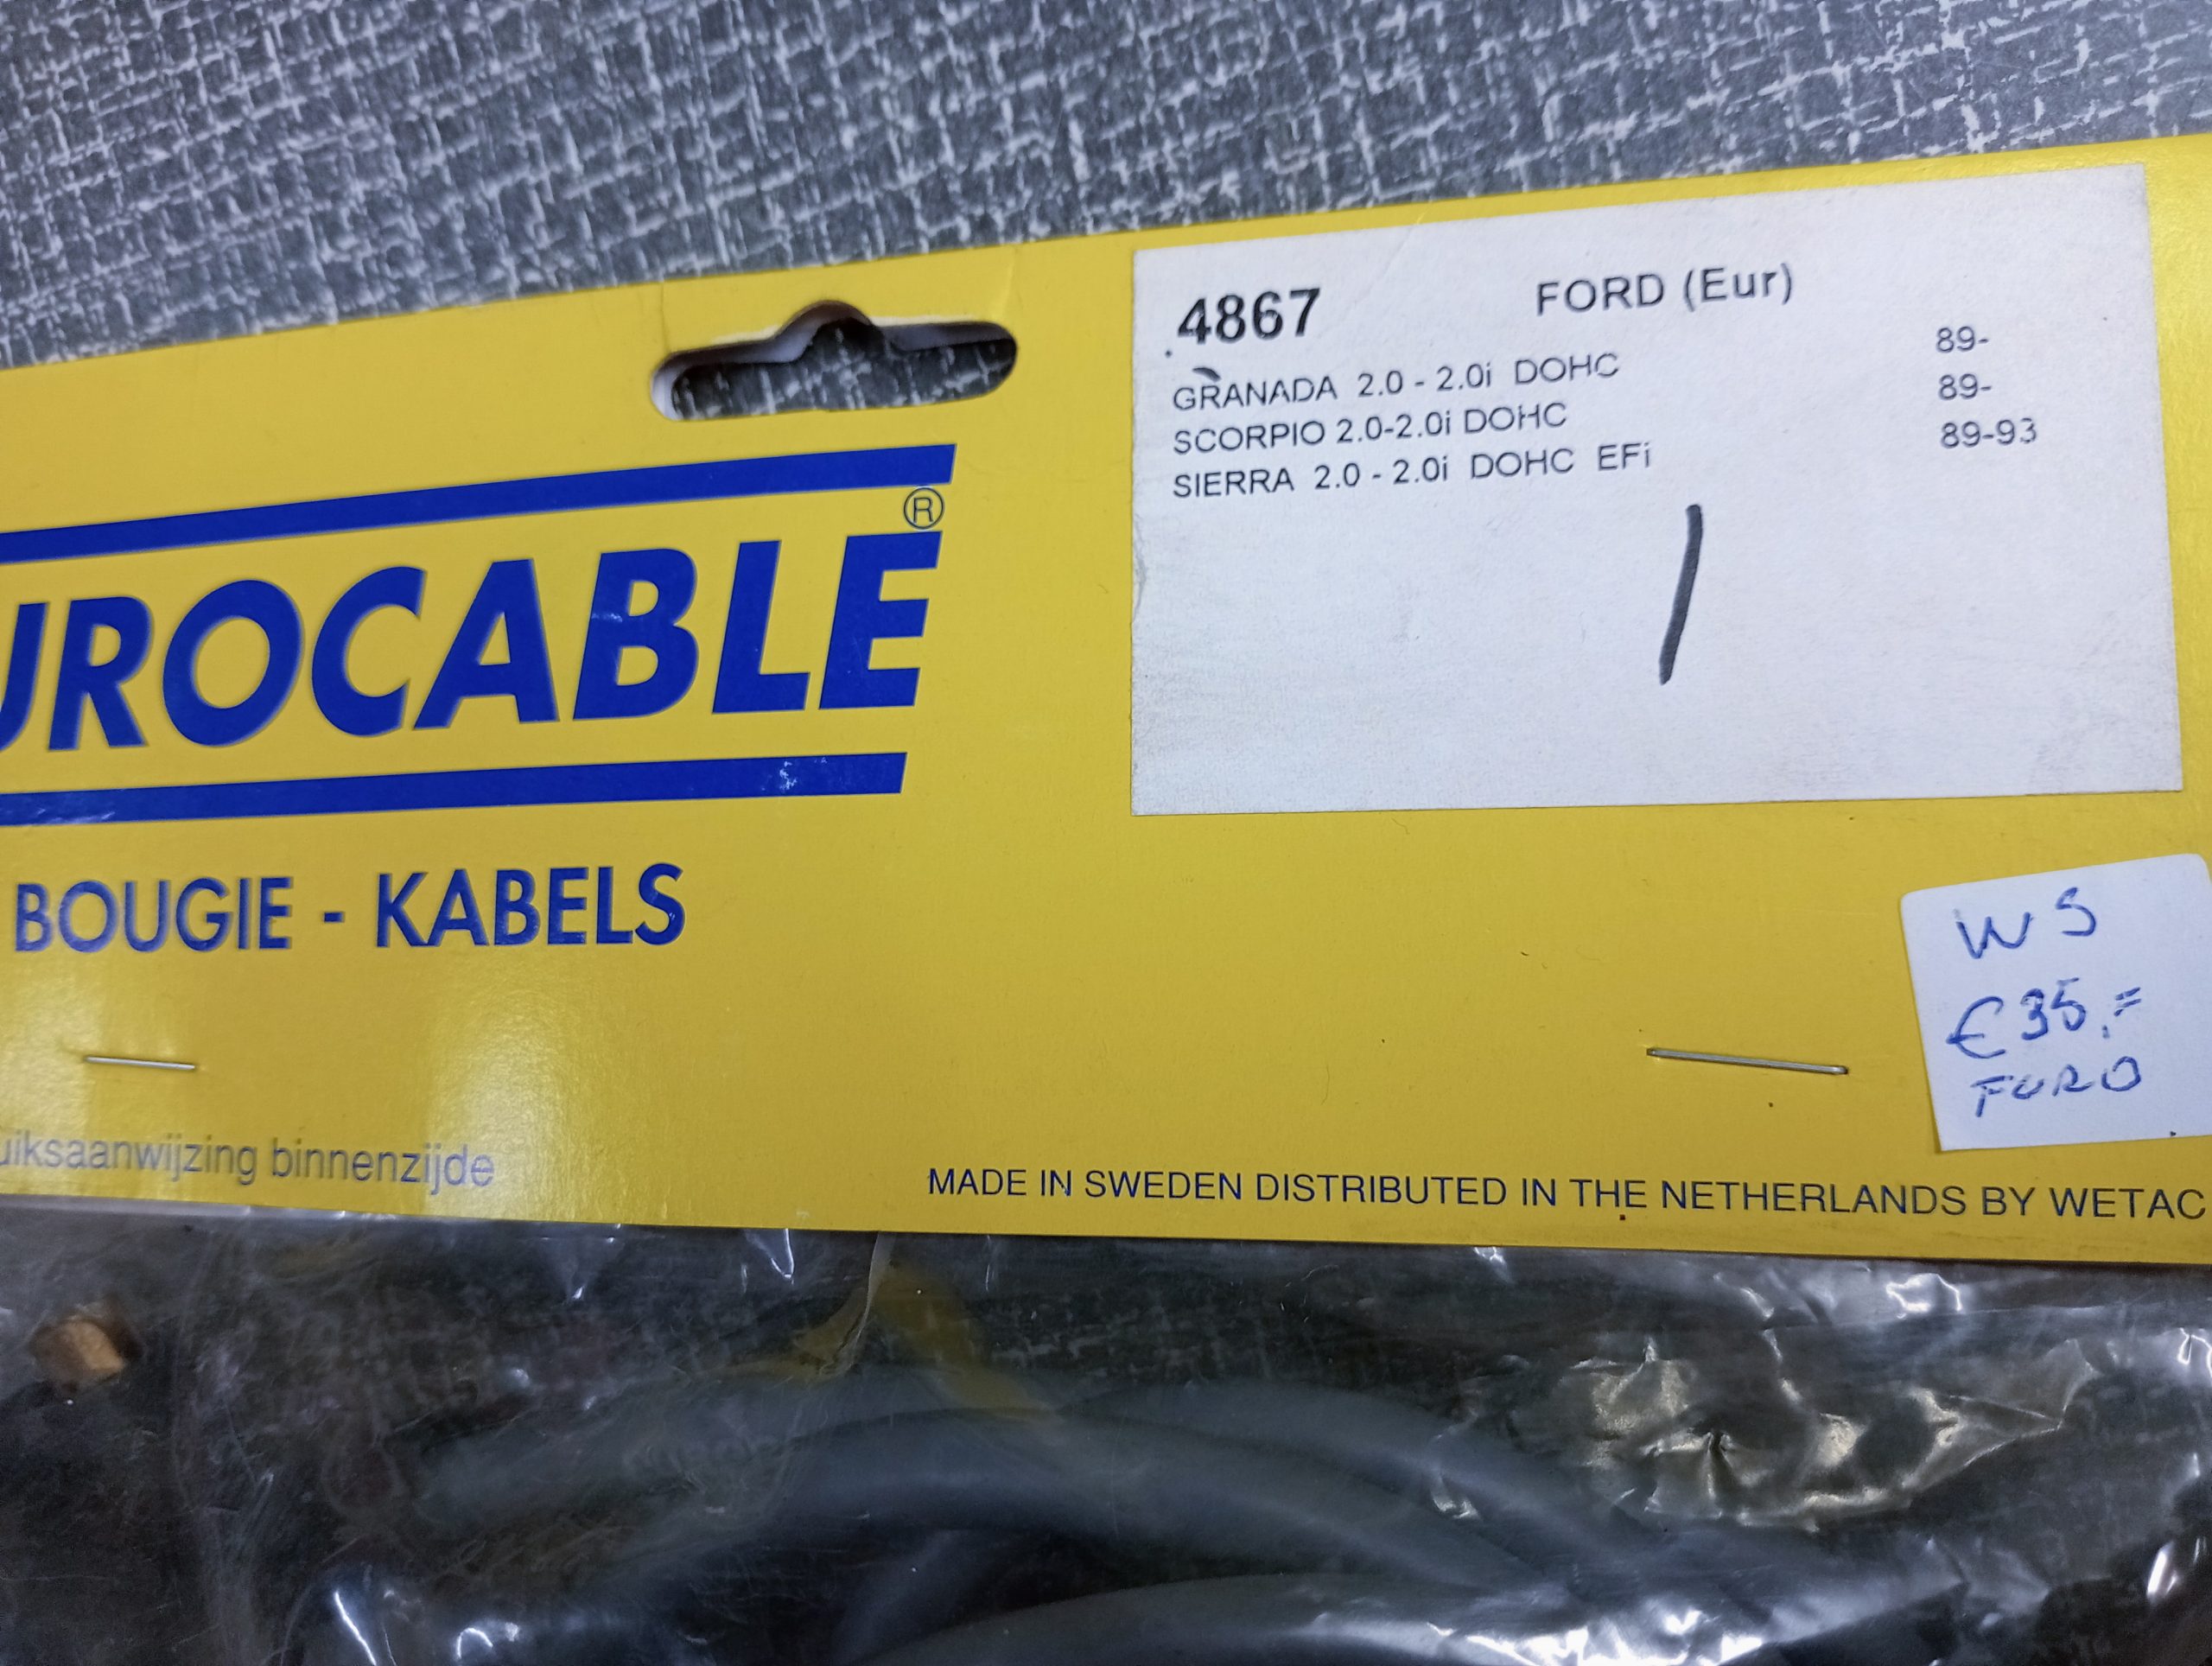 4867 FORD (Eur)
GRANADA 2.0 - 2.0i DOHC 89-
SCORPIO 2.0-2.0i DOHC 89-
SIERRA 2.0 - 2.0i DOHC EFi 89-93
UROCABLE®
BOUGIE - KABELS
WS
€35,=
FORD
uiksaanwijzing binnenzijde
MADE IN SWEDEN DISTRIBUTED IN THE NETHERLANDS BY WETAC